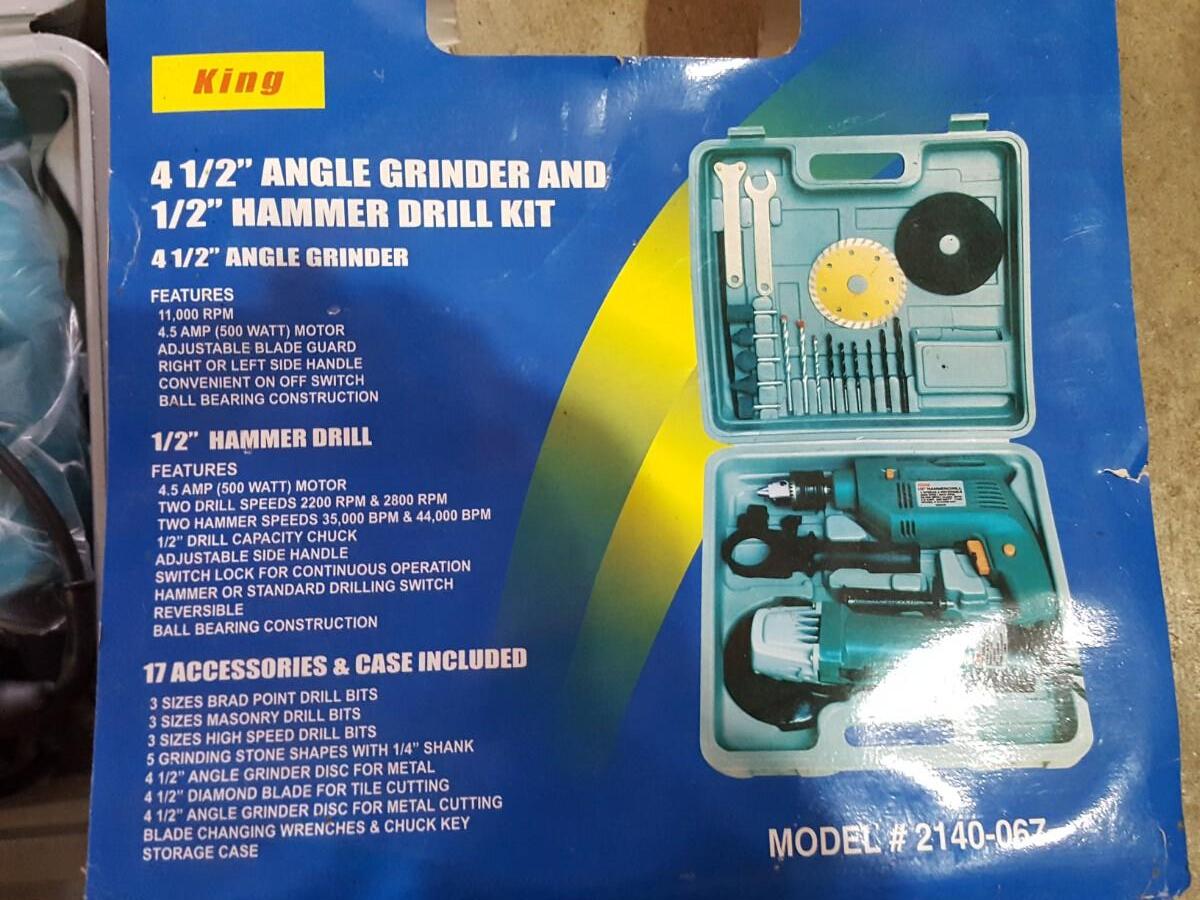 King
4 1/2” ANGLE GRINDER AND
1/2” HAMMER DRILL KIT
4 1/2” ANGLE GRINDER
FEATURES
11,000 RPM
4.5 AMP (500 WATT) MOTOR
ADJUSTABLE BLADE GUARD
RIGHT OR LEFT SIDE HANDLE
CONVENIENT ON OFF SWITCH
BALL BEARING CONSTRUCTION
1/2” HAMMER DRILL
FEATURES
4.5 AMP (500 WATT) MOTOR
TWO DRILL SPEEDS 2200 RPM & 2800 RPM
TWO HAMMER SPEEDS 35,000 BPM & 44,000 BPM
1/2” DRILL CAPACITY CHUCK
ADJUSTABLE SIDE HANDLE
SWITCH LOCK FOR CONTINUOUS OPERATION
HAMMER OR STANDARD DRILLING SWITCH
REVERSIBLE
BALL BEARING CONSTRUCTION
17 ACCESSORIES & CASE INCLUDED
3 SIZES BRAD POINT DRILL BITS
3 SIZES MASONRY DRILL BITS
3 SIZES HIGH SPEED DRILL BITS
5 GRINDING STONE SHAPES WITH 1/4” SHANK
4 1/2” ANGLE GRINDER DISC FOR METAL
4 1/2” DIAMOND BLADE FOR TILE CUTTING
4 1/2” ANGLE GRINDER DISC FOR METAL CUTTING
BLADE CHANGING WRENCHES & CHUCK KEY
STORAGE CASE
MODEL # 2140-067